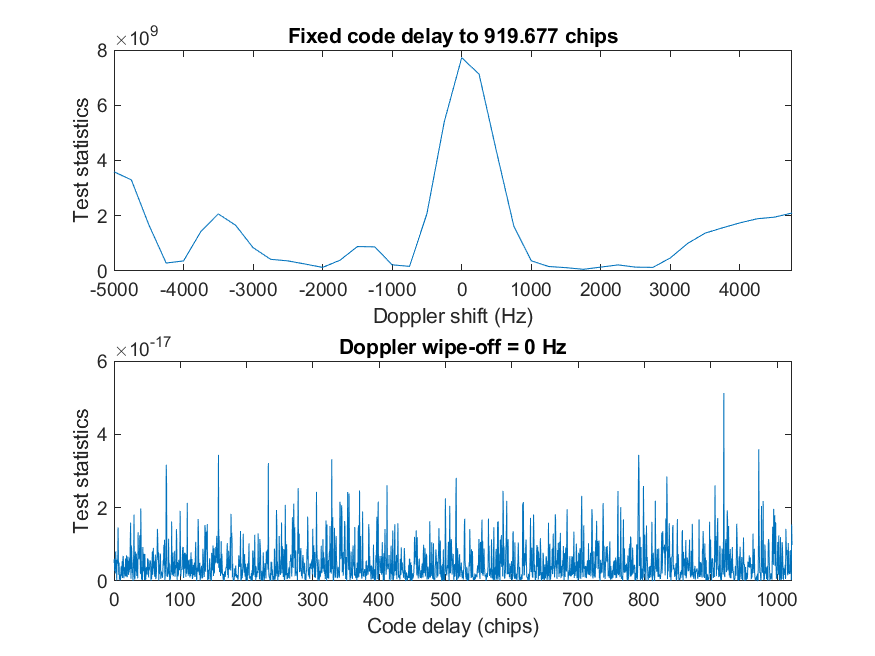 Fixed code delay to 919.677 chips
×10^9
8
6
4
2
0
Test statistics
-5000 -4000 -3000 -2000 -1000 0 1000 2000 3000 4000
Doppler shift (Hz)
Doppler wipe-off = 0 Hz
×10^-17
6
4
2
0
Test statistics
0 100 200 300 400 500 600 700 800 900 1000
Code delay (chips)